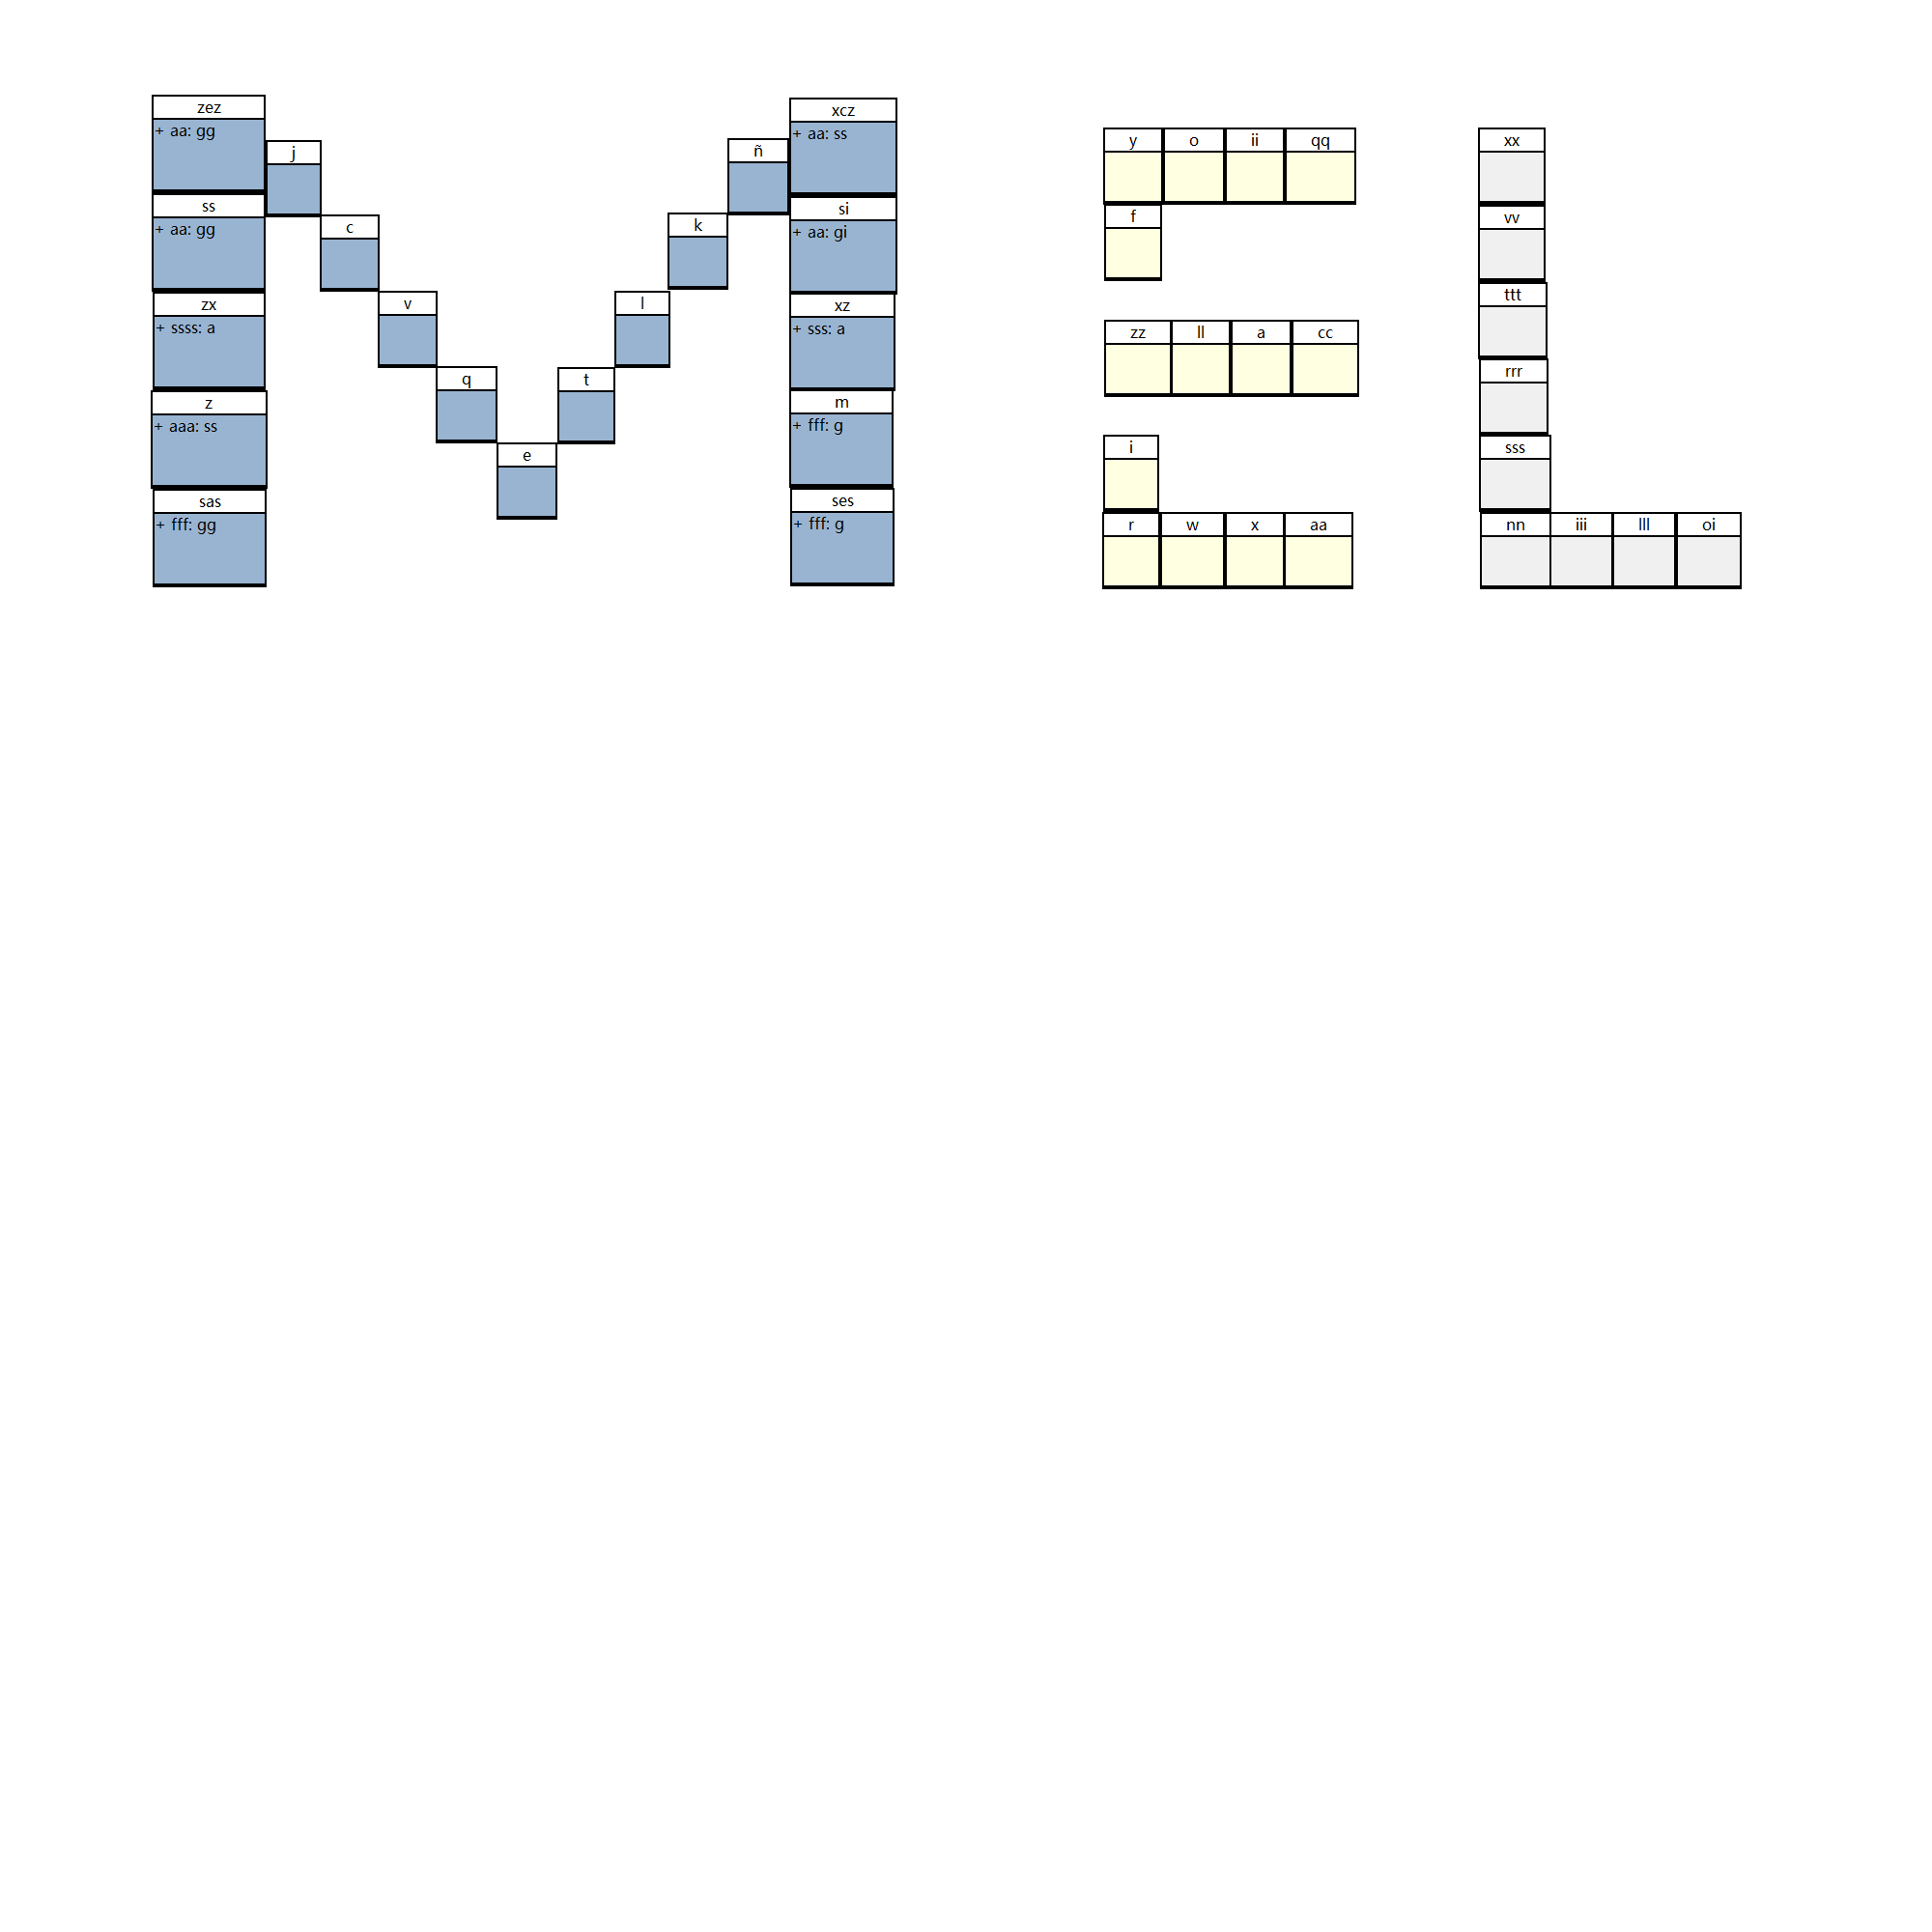 zez
+ aa: gg
ss
+ aa: gg
zx
+ ssss: a
z
+ aaa: ss
sas
+ fff: gg
j
c
v
q
e
t
l
k
ñ
xcz
+ aa: ss
si
+ aa: gi
xz
+ sss: a
m
+ fff: g
ses
+ fff: g
y o ii qq
f
zz ll a cc
i
r w x aa
xx
vv
ttt
rrr
sss
nn iii lll oi